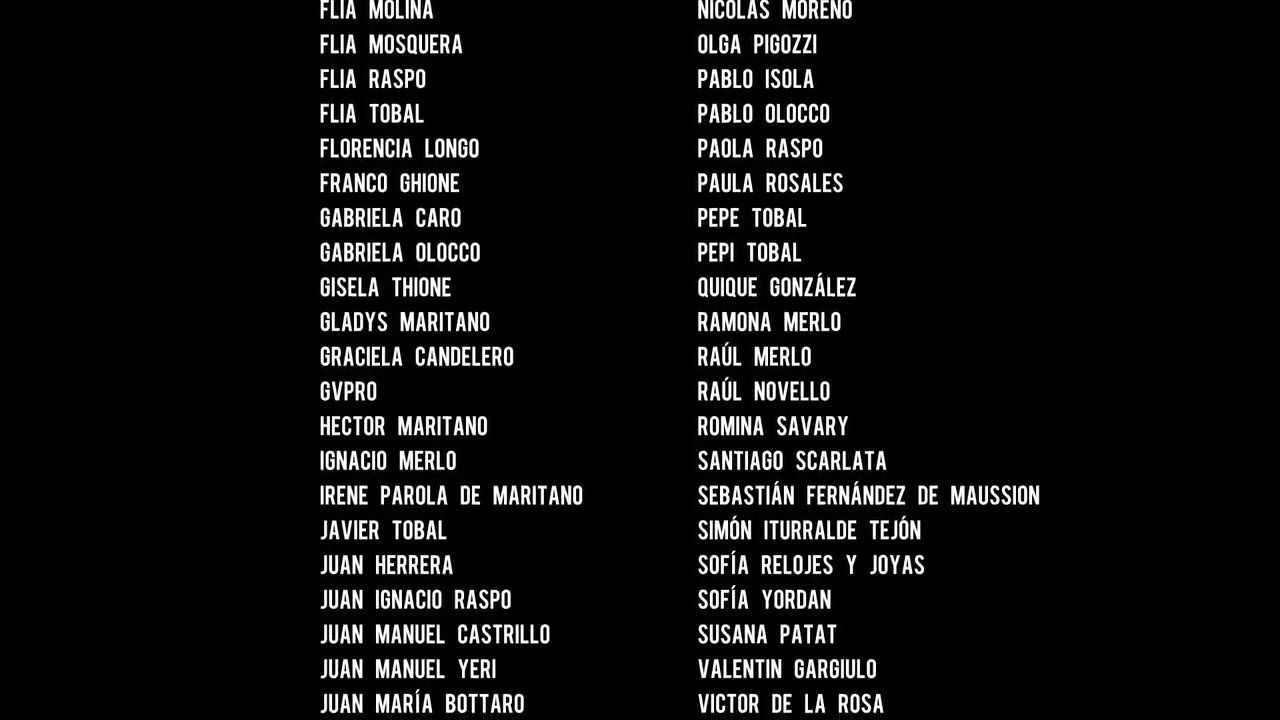 FLIA MOLINA
FLIA MOSQUERA
FLIA RASPO
FLIA TOBAL
FLORENCIA LONGO
FRANCO GHIONE
GABRIELA CARO
GABRIELA OLOCCO
GISELA THIONE
GLADYS MARITANO
GRACIELA CANDELERO
GVPRO
HECTOR MARITANO
IGNACIO MERLO
IRENE PAROLA DE MARITANO
JAVIER TOBAL
JUAN HERRERA
JUAN IGNACIO RASPO
JUAN MANUEL CASTRILLO
JUAN MANUEL YERI
JUAN MARÍA BOTTARO
NICOLÁS MORENO
OLGA PIGOZZI
PABLO ISOLA
PABLO OLOCCO
PAOLA RASPO
PAULA ROSALES
PEPE TOBAL
PEPI TOBAL
QUIQUE GONZÁLEZ
RAMONA MERLO
RAÚL MERLO
RAÚL NOVELLO
ROMINA SAVARY
SANTIAGO SCARLATA
SEBASTIÁN FERNÁNDEZ DE MAUSSION
SIMÓN ITURRALDE TEJÓN
SOFÍA RELOJES Y JOYAS
SOFÍA YORDAN
SUSANA PATAT
VALENTIN GARGIULO
VICTOR DE LA ROSA